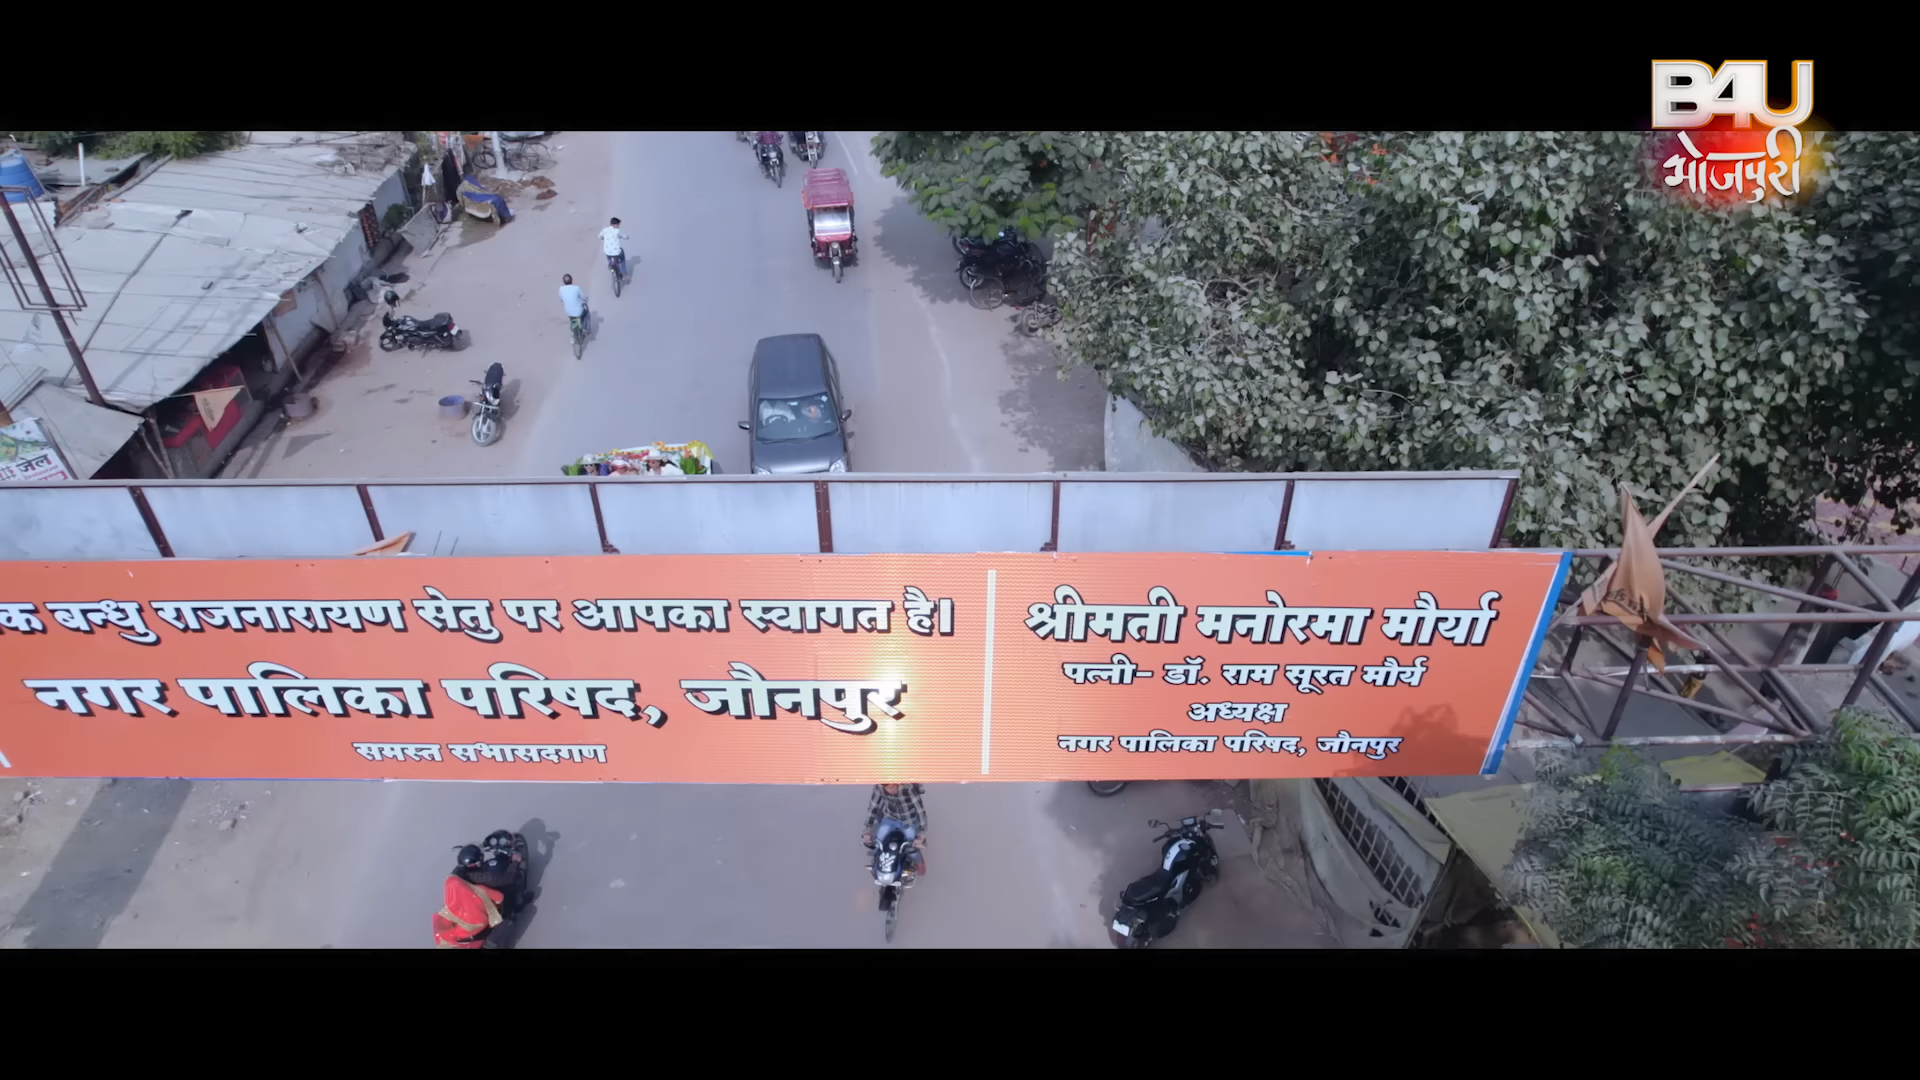 B4U
भोजपुरी
जेल
क बन्धु राजनारायण सेतु पर आपका स्वागत है।
नगर पालिका परिषद, जौनपुर
समस्त सभासदगण
श्रीमती मनोरमा मौर्या
पत्नी- डॉ. राम सूरत मौर्य
अध्यक्ष
नगर पालिका परिषद, जौनपुर